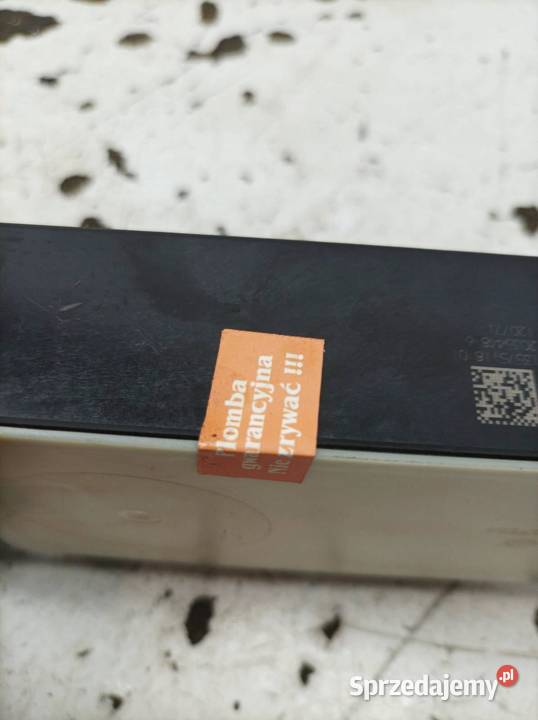 Plomba
gwarancyjna
Nie zrywać !!!
Sprzedajemy.pl